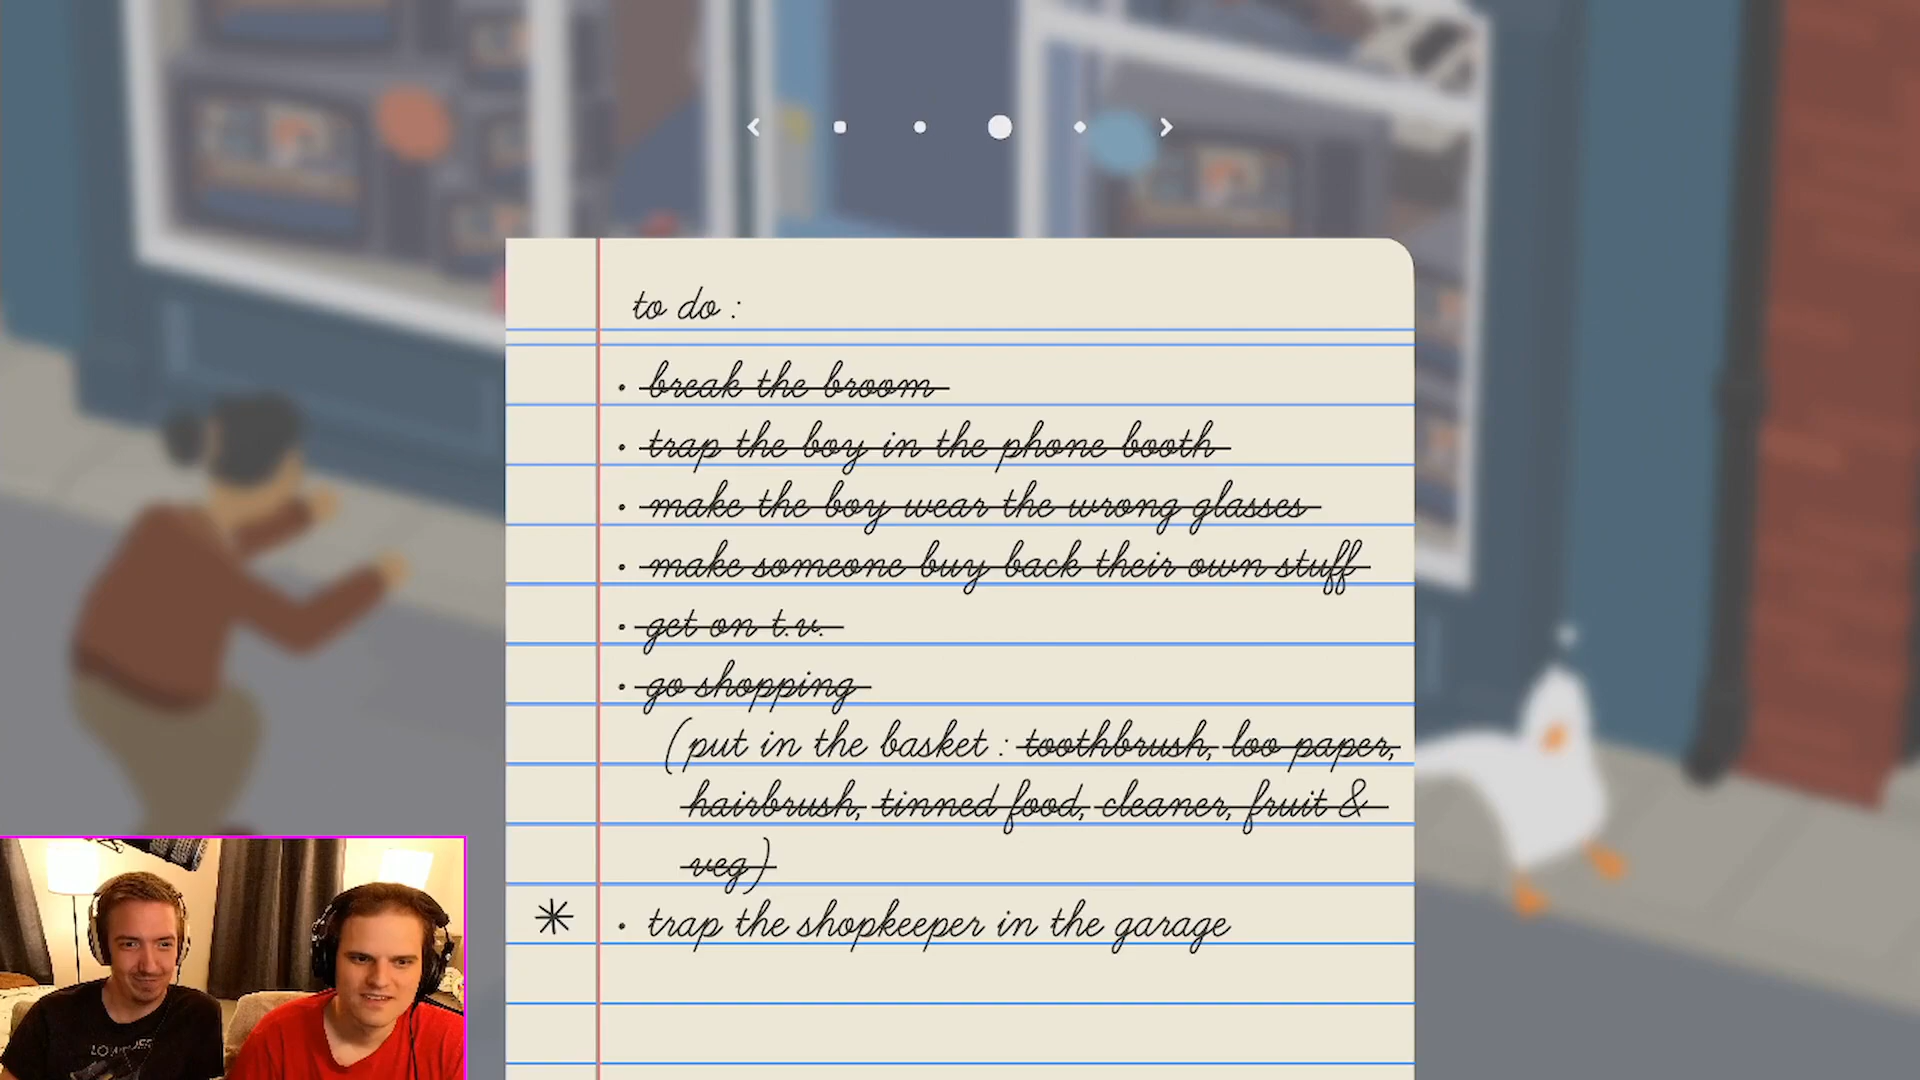 to do :
• break the broom
• trap the boy in the phone booth
• make the boy wear the wrong glasses
• make someone buy back their own stuff
• get on t.v.
• go shopping
(put in the basket : toothbrush, loo paper,
hairbrush, tinned food, cleaner, fruit &
veg)
* • trap the shopkeeper in the garage